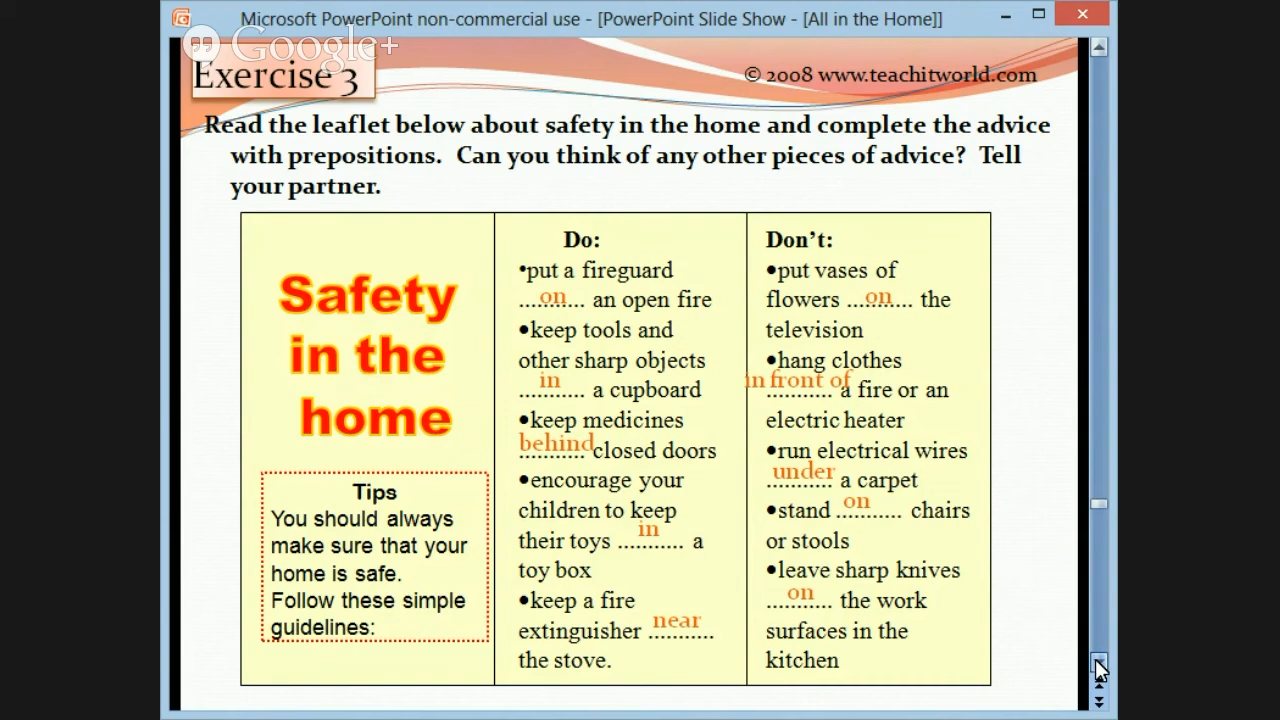 Microsoft PowerPoint non-commercial use - [PowerPoint Slide Show - [All in the Home]]
Google+
Exercise 3
© 2008 www.teachitworld.com
Read the leaflet below about safety in the home and complete the advice
with prepositions. Can you think of any other pieces of advice? Tell
your partner.
Safety
in the
home
Tips
You should always
make sure that your
home is safe.
Follow these simple
guidelines:
Do:
•put a fireguard
....on.... an open fire
•keep tools and
other sharp objects
....in.... a cupboard
•keep medicines
behind closed doors
•encourage your
children to keep
their toys ....in.... a
toy box
•keep a fire
extinguisher ....near....
the stove.
Don't:
•put vases of
flowers ....on.... the
television
•hang clothes
in front of a fire or an
electric heater
•run electrical wires
under a carpet
•stand ....on.... chairs
or stools
•leave sharp knives
....on.... the work
surfaces in the
kitchen